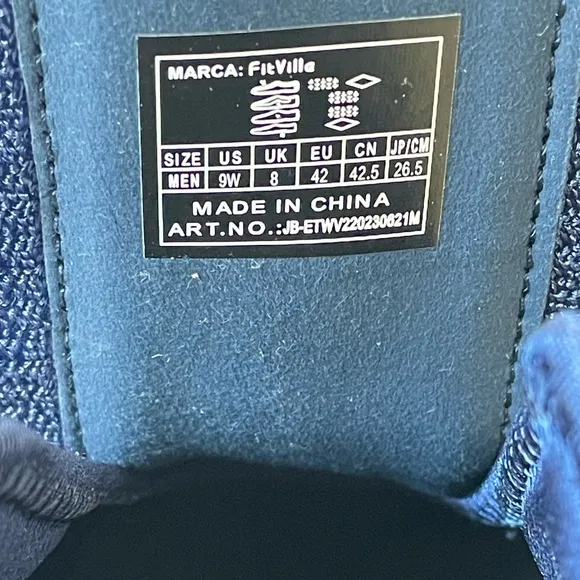 MARCA: FitVille
SIZE US UK EU CN JP/CM
MEN 9W 8 42 42.5 26.5
MADE IN CHINA
ART.NO.:JB-ETWV220230621M